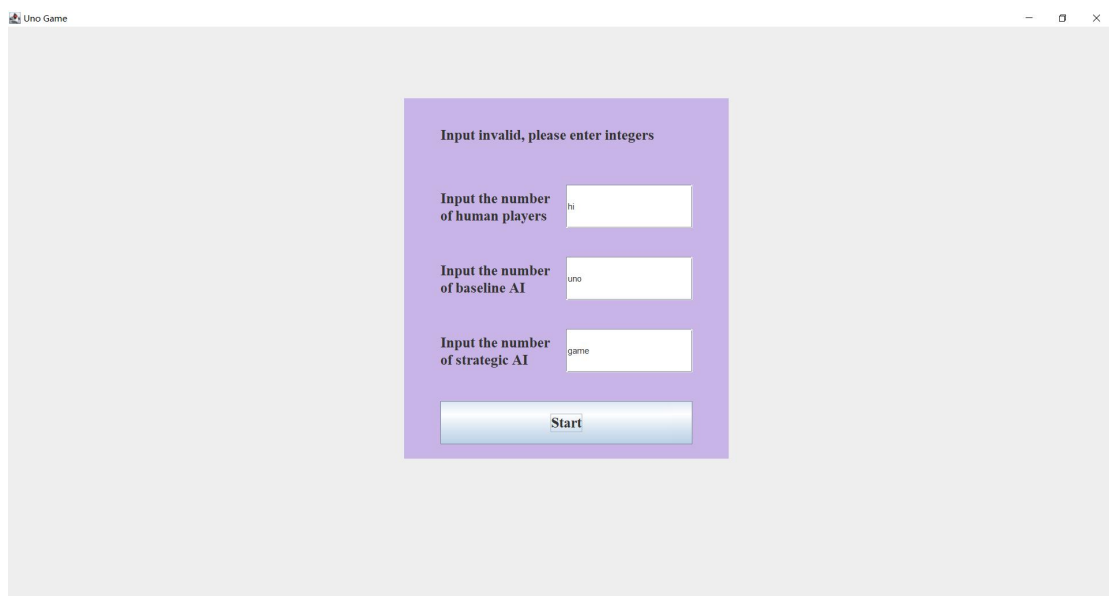 Uno Game
Input invalid, please enter integers
Input the number
of human players
hi
Input the number
of baseline AI
uno
Input the number
of strategic AI
game
Start